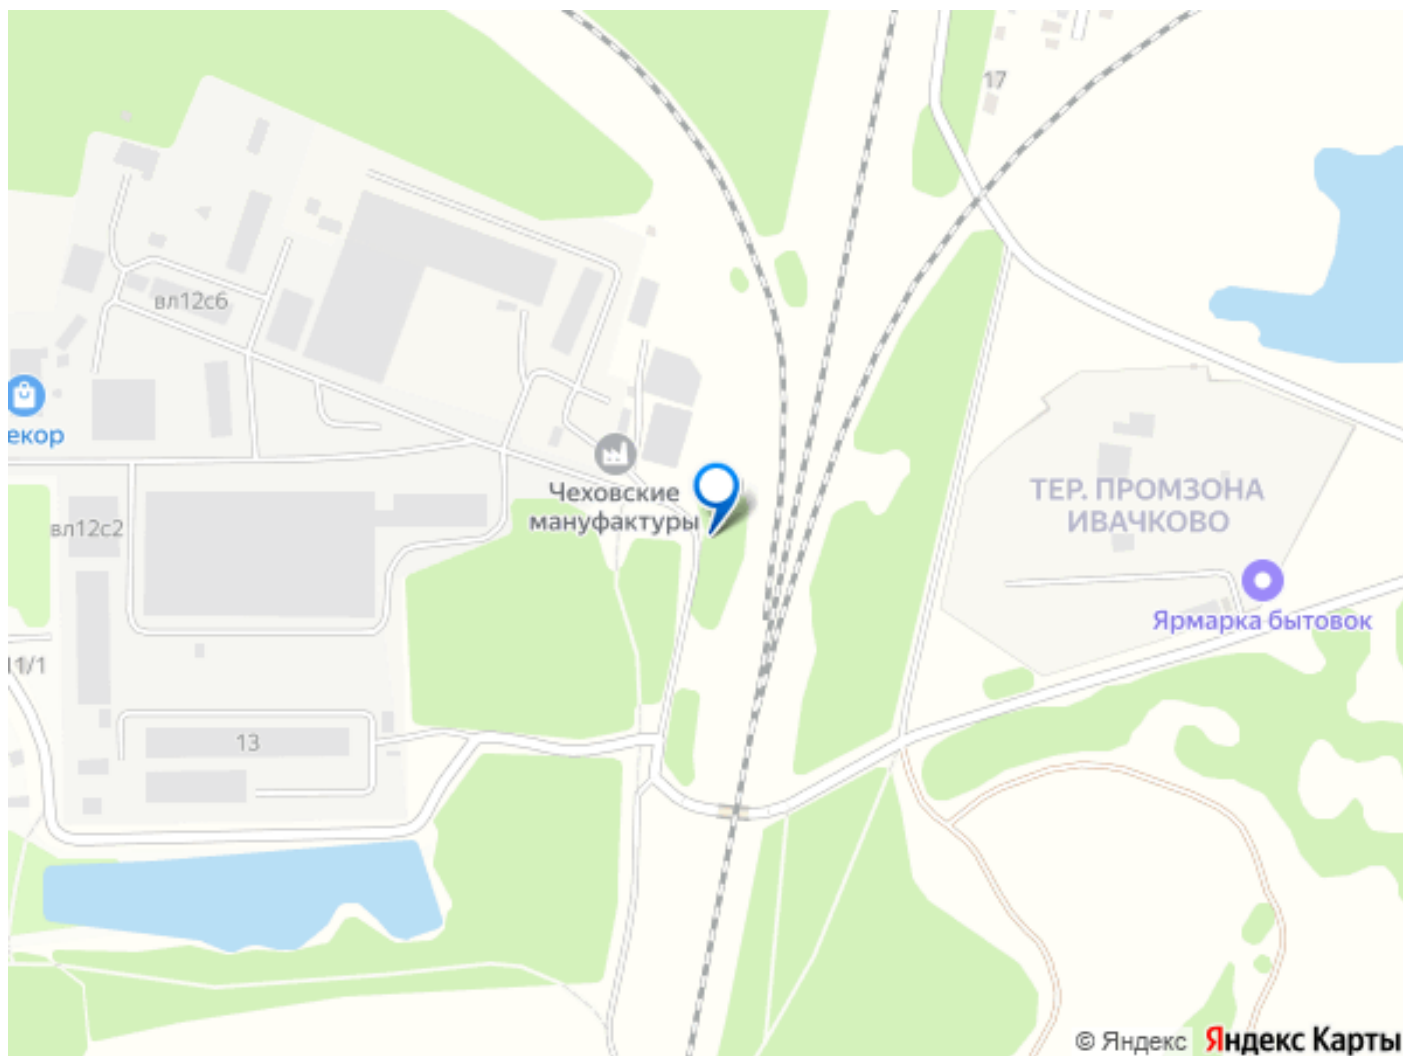 17
вл12с6
екор
Чеховские
мануфактуры
ТЕР. ПРОМЗОНА
ИВАЧКОВО
вл12с2
Ярмарка бытовок
11/1
13
© Яндекс Яндекс Карты